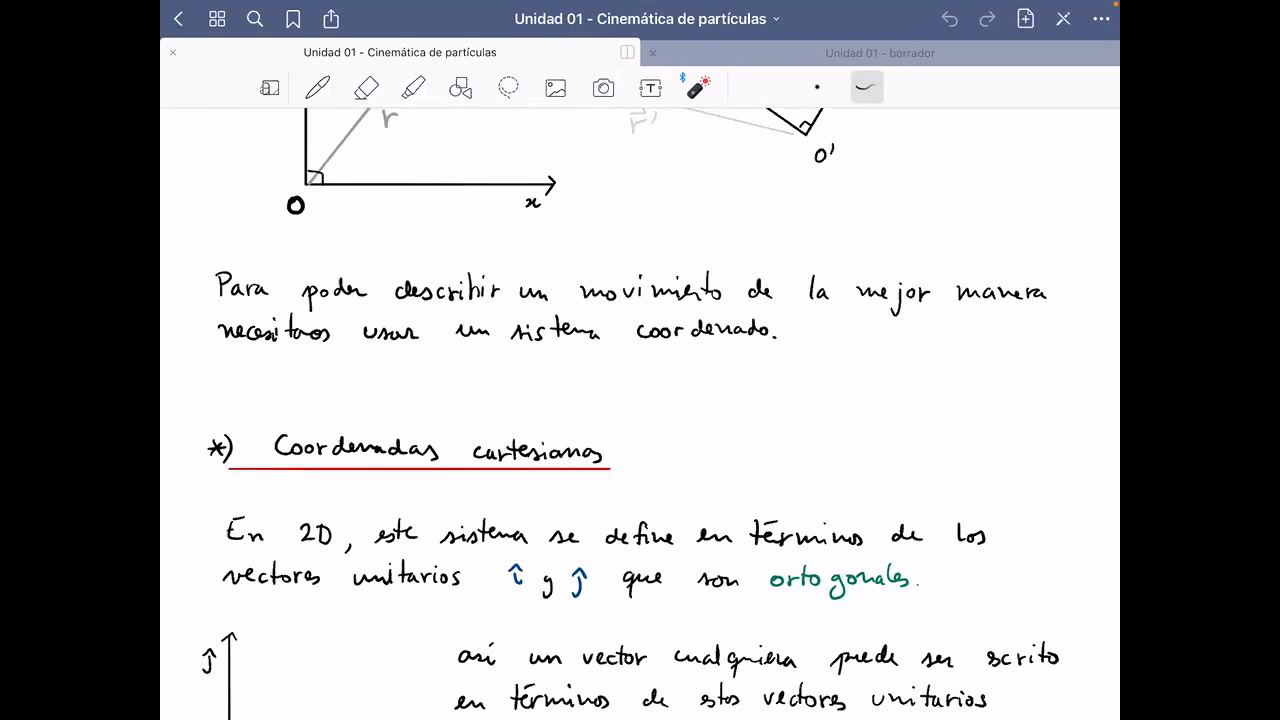 Unidad 01 - Cinemática de partículas
Unidad 01 - Cinemática de partículas
Unidad 01 - borrador
T
r
r'
O'
O
x
Para poder describir un movimiento de la mejor manera
necesitaos usar un sistema coordenado.
*) Coordenadas cartesianas
En 2D, este sistema se define en términos de los
vectores unitarios î y ĵ que son ortogonales.
ĵ
así un vector cualquiera puede ser scrito
en términos de estos vectores unitarios